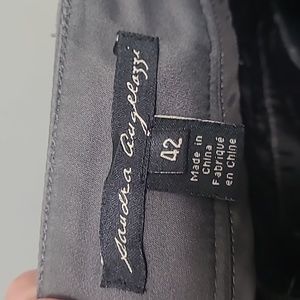 Sandra Angelozzi
42
Made in
China
Fabriqué
en Chine